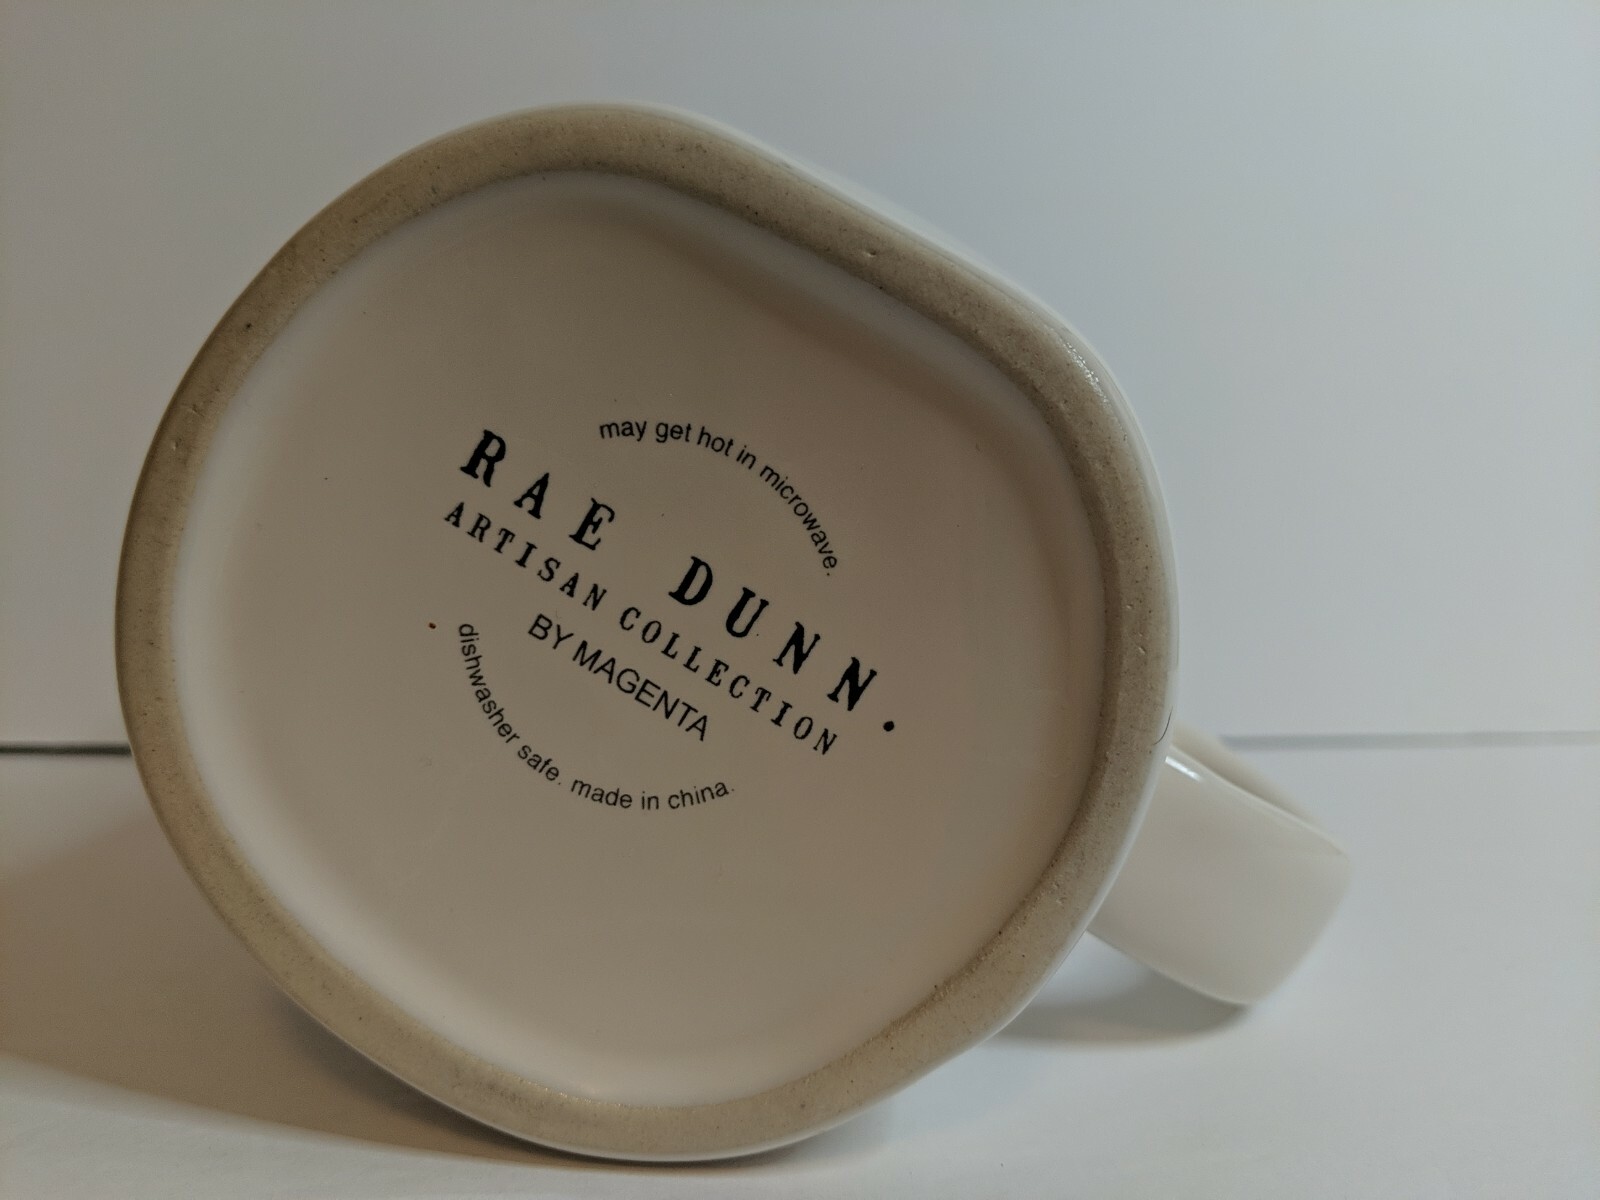 may get hot in microwave.
RAE DUNN.
ARTISAN COLLECTION
BY MAGENTA
dishwasher safe. made in china.